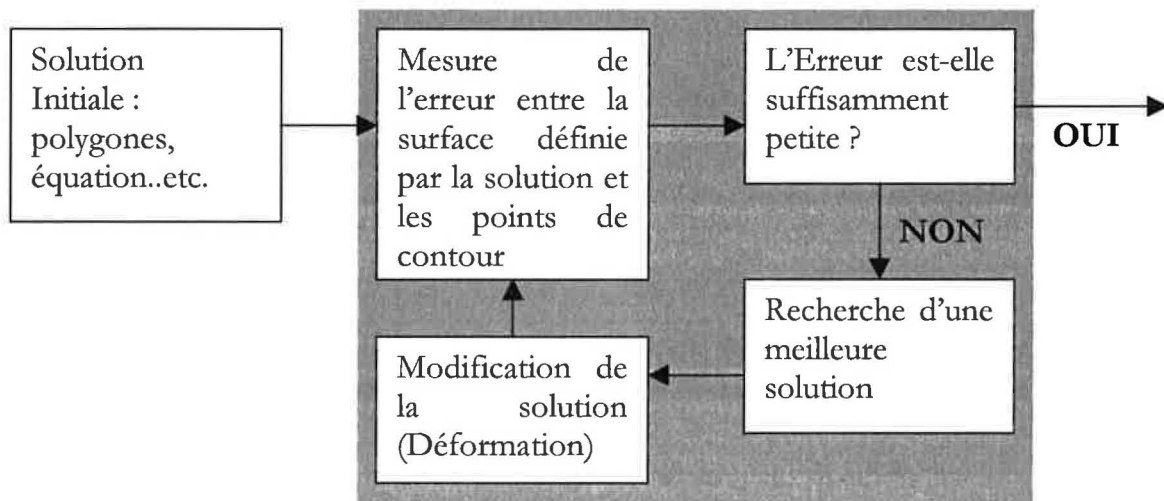 Solution
Initiale :
polygones,
équation..etc.
Mesure de
l'erreur entre la
surface définie
par la solution et
les points de
contour
L'Erreur est-elle
suffisamment
petite ?
OUI
NON
Recherche d'une
meilleure
solution
Modification de
la solution
(Déformation)